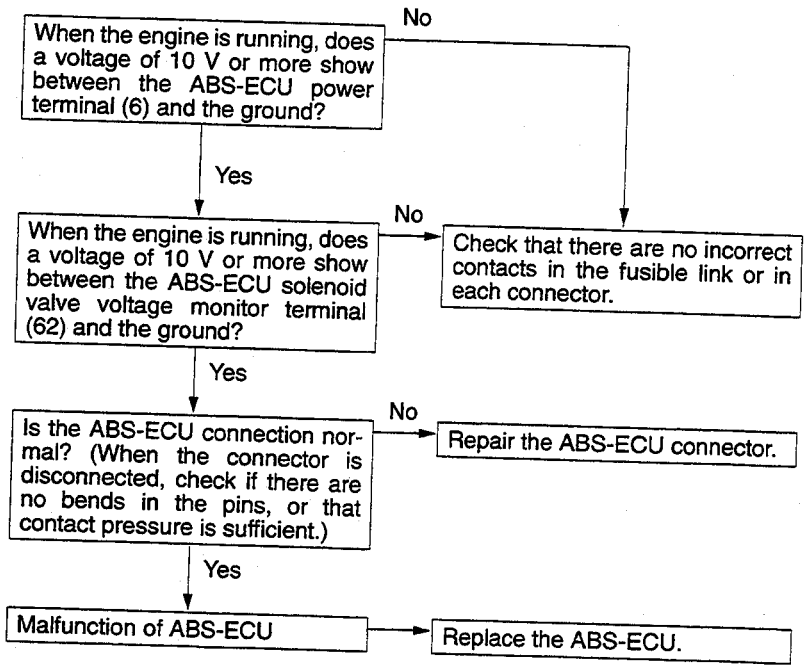 No
When the engine is running, does
a voltage of 10 V or more show
between the ABS-ECU power
terminal (6) and the ground?
Yes
When the engine is running, does
a voltage of 10 V or more show
between the ABS-ECU solenoid
valve voltage monitor terminal
(62) and the ground?
No
Check that there are no incorrect
contacts in the fusible link or in
each connector.
Yes
Is the ABS-ECU connection nor-
mal? (When the connector is
disconnected, check if there are
no bends in the pins, or that
contact pressure is sufficient.)
No
Repair the ABS-ECU connector.
Yes
Malfunction of ABS-ECU
Replace the ABS-ECU.